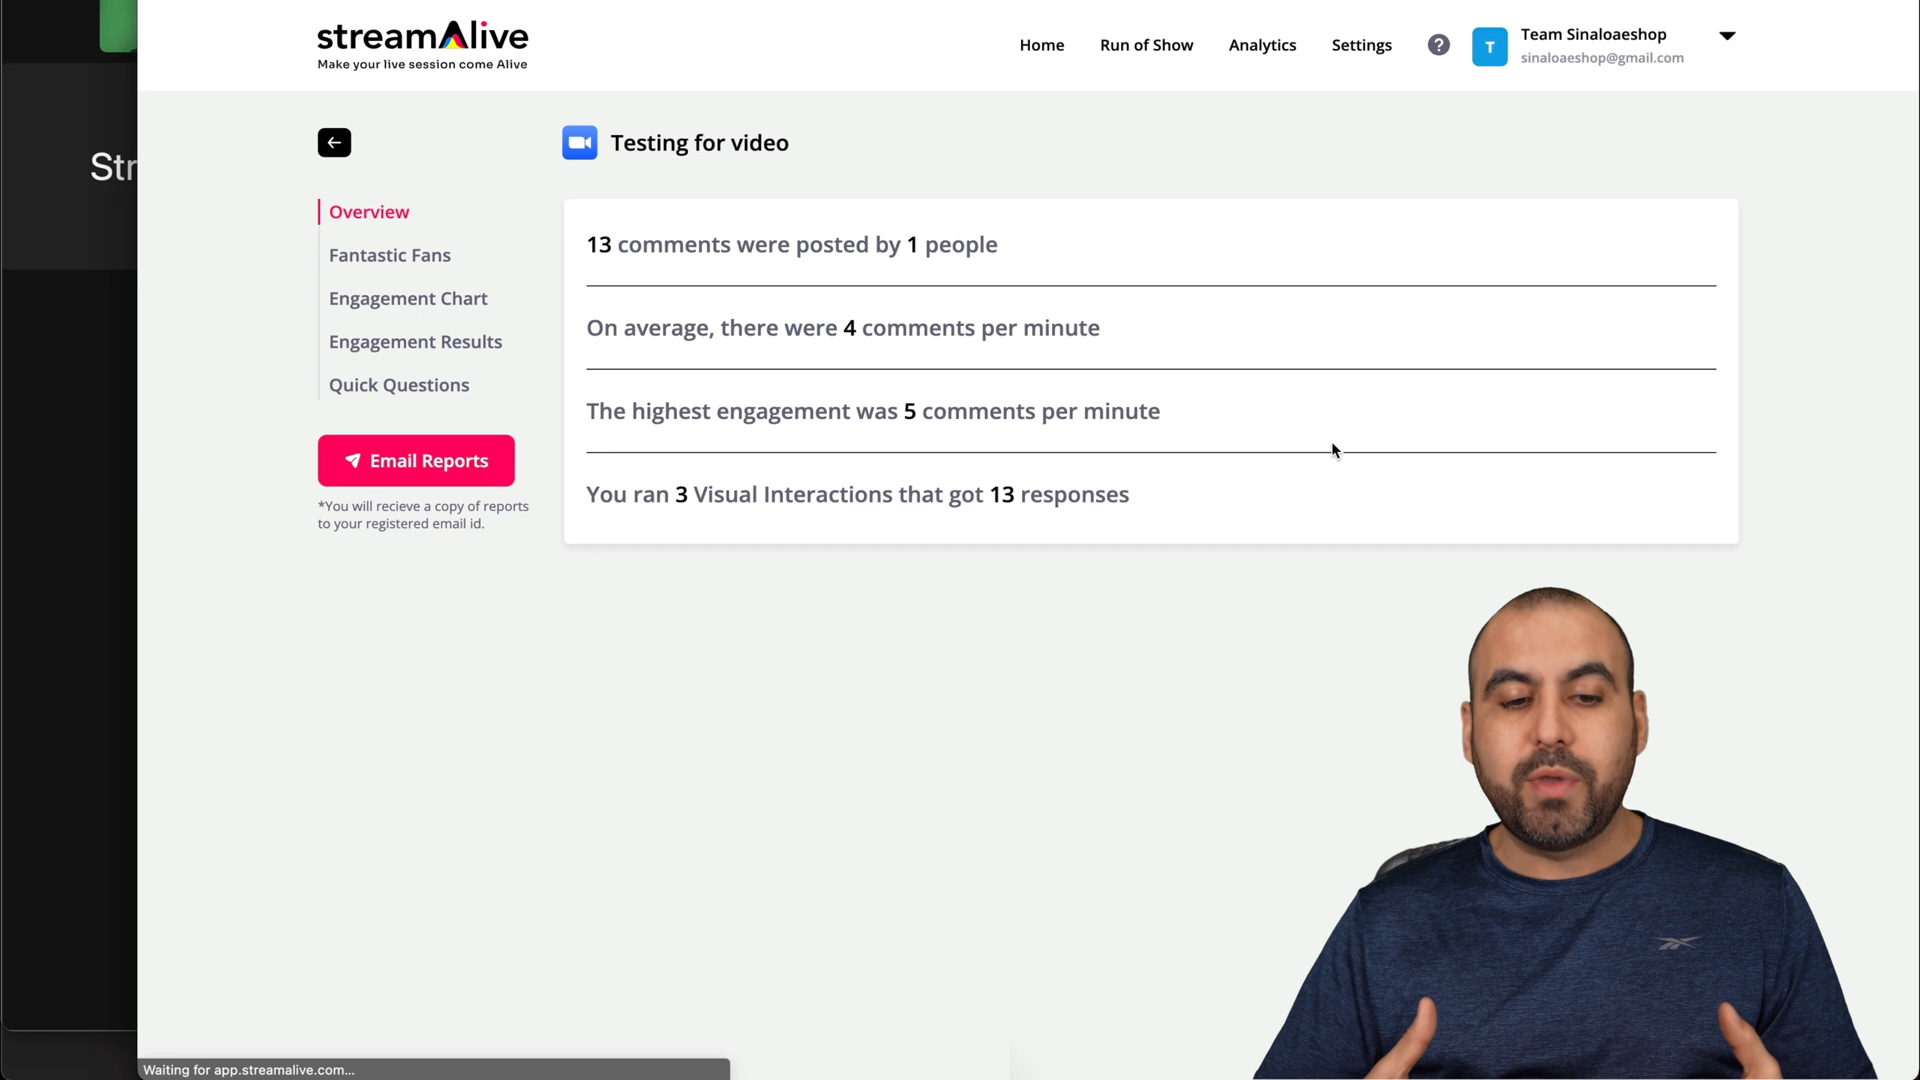 Str
streamAlive
Make your live session come Alive
Home
Run of Show
Analytics
Settings
?
T
Team Sinaloaeshop
sinaloaeshop@gmail.com
Testing for video
Overview
Fantastic Fans
Engagement Chart
Engagement Results
Quick Questions
Email Reports
*You will recieve a copy of reports
to your registered email id.
13 comments were posted by 1 people
On average, there were 4 comments per minute
The highest engagement was 5 comments per minute
You ran 3 Visual Interactions that got 13 responses
Waiting for app.streamalive.com...